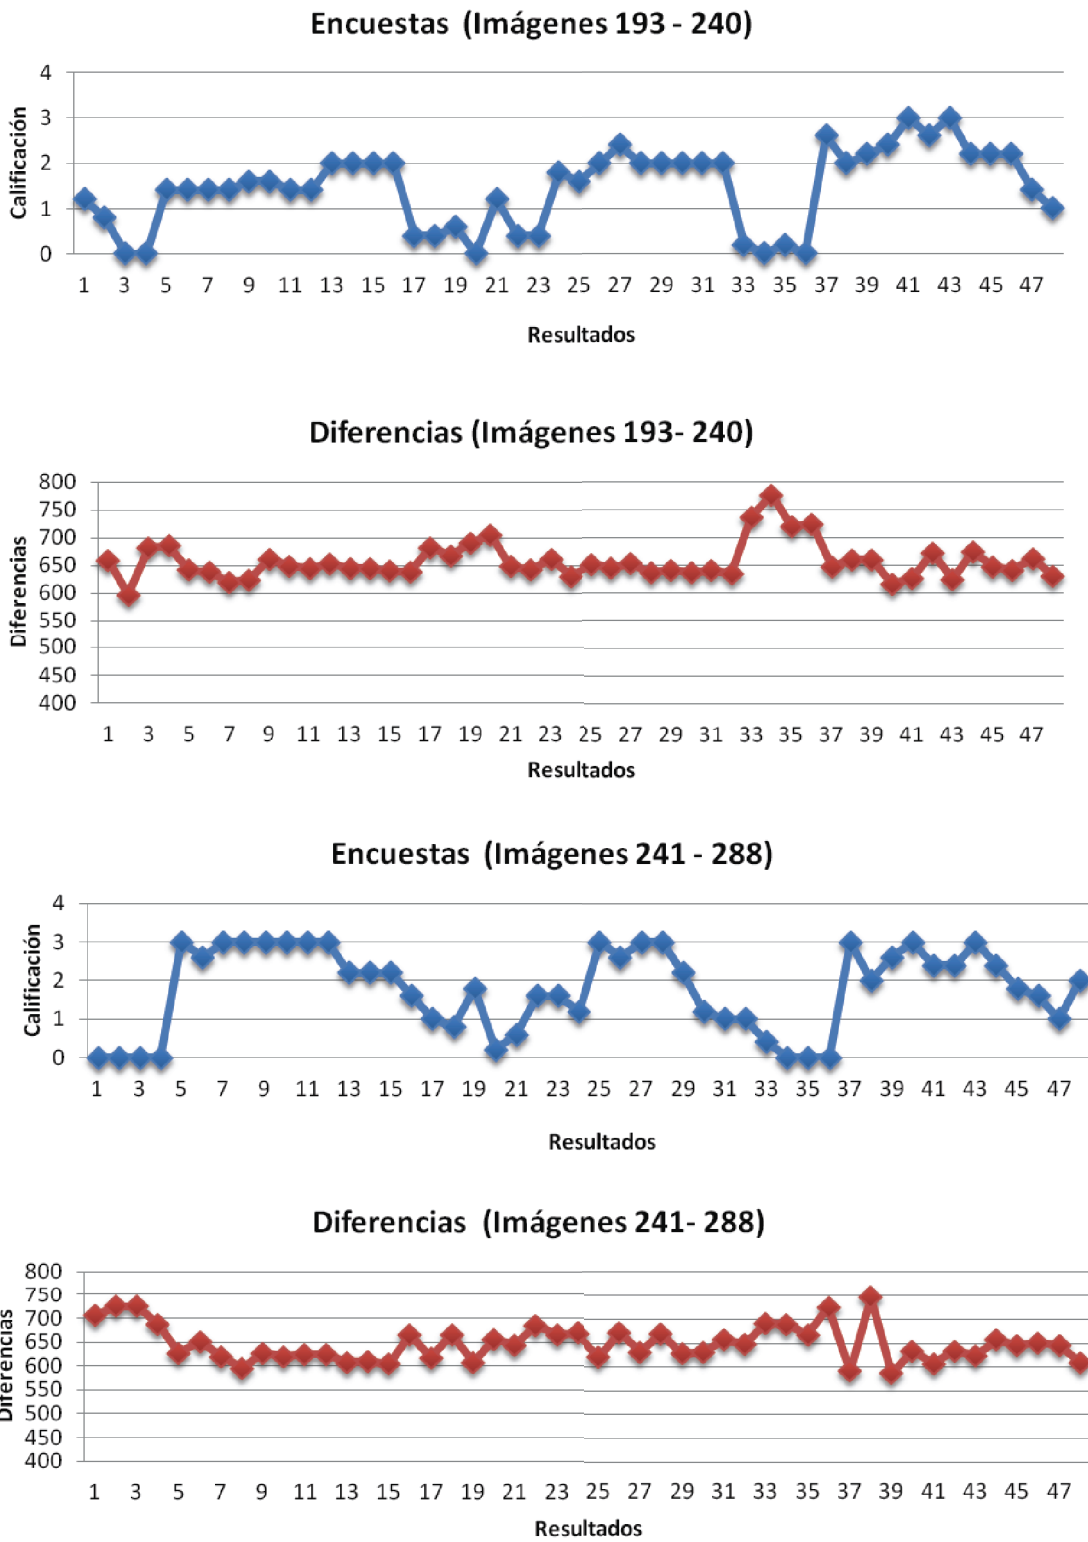 Encuestas (Imágenes 193 - 240)
Calificación
4
3
2
1
0
1 3 5 7 9 11 13 15 17 19 21 23 25 27 29 31 33 35 37 39 41 43 45 47
Resultados
Diferencias (Imágenes 193- 240)
Diferencias
800
750
700
650
600
550
500
450
400
1 3 5 7 9 11 13 15 17 19 21 23 25 27 29 31 33 35 37 39 41 43 45 47
Resultados
Encuestas (Imágenes 241 - 288)
Calificación
4
3
2
1
0
1 3 5 7 9 11 13 15 17 19 21 23 25 27 29 31 33 35 37 39 41 43 45 47
Resultados
Diferencias (Imágenes 241- 288)
Diferencias
800
750
700
650
600
550
500
450
400
1 3 5 7 9 11 13 15 17 19 21 23 25 27 29 31 33 35 37 39 41 43 45 47
Resultados